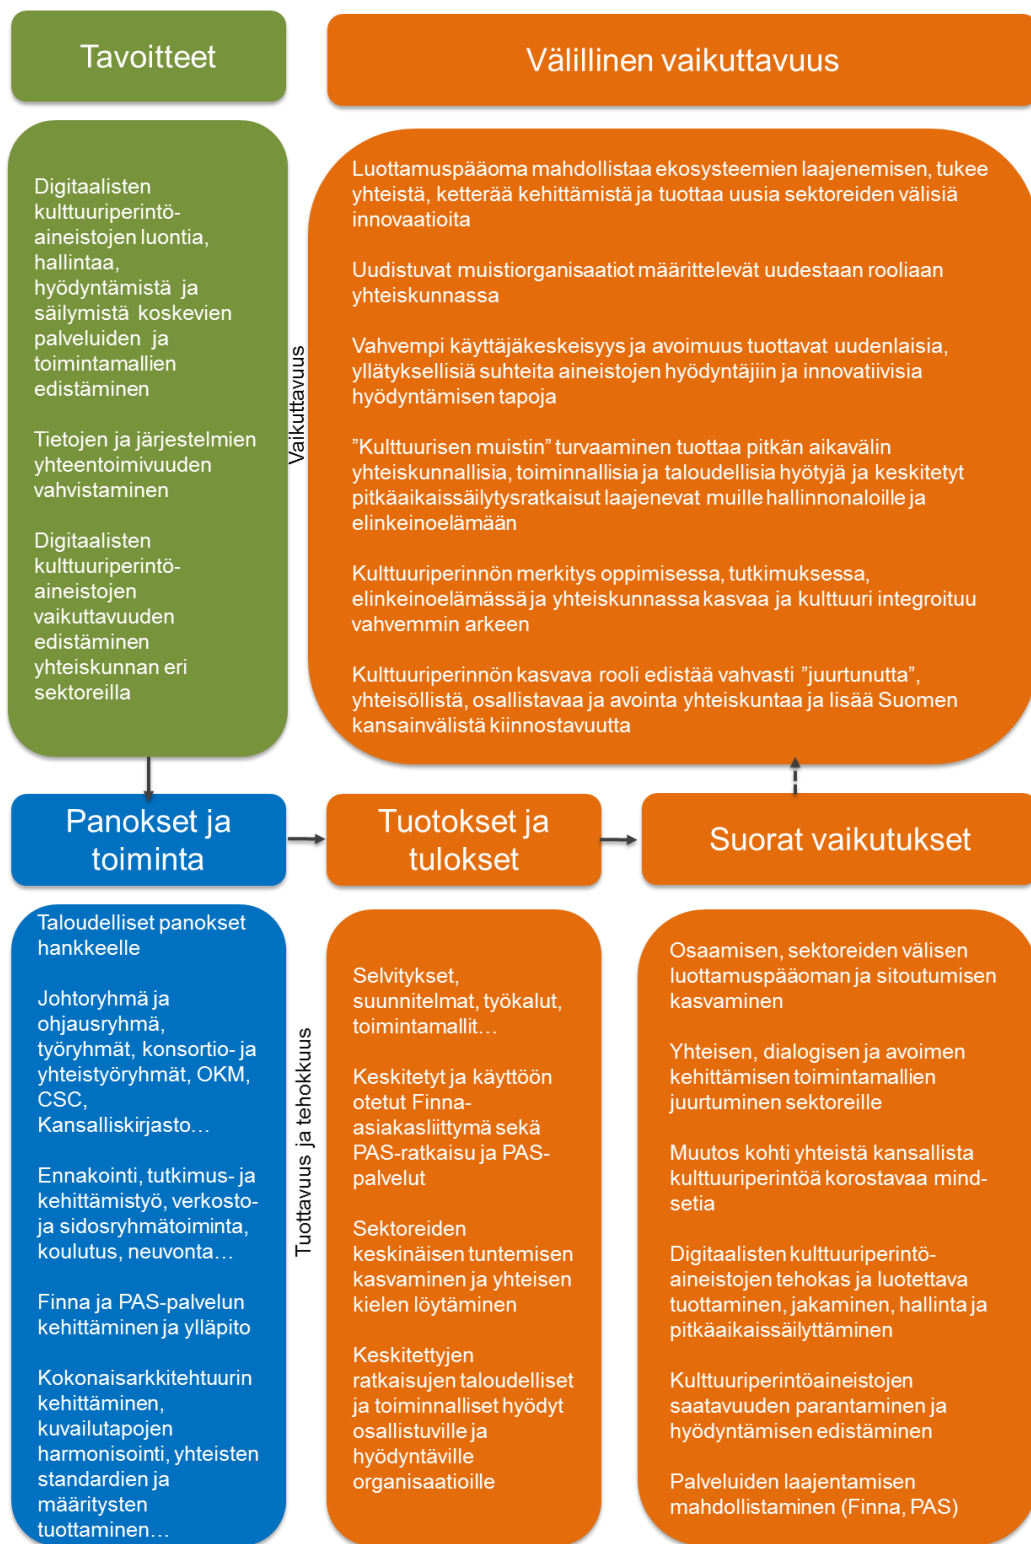 Tavoitteet
Välillinen vaikuttavuus
Digitaalisten
kulttuuriperintö-
aineistojen luontia,
hallintaa,
hyödyntämistä ja
säilymistä koskevien
palveluiden ja
toimintamallien
edistäminen
Tietojen ja järjestelmien
yhteentoimivuuden
vahvistaminen
Digitaalisten
kulttuuriperintö-
aineistojen
vaikuttavuuden
edistäminen
yhteiskunnan eri
sektoreilla
Vaikuttavuus
Luottamuspääoma mahdollistaa ekosysteemien laajenemisen, tukee
yhteistä, ketterää kehittämistä ja tuottaa uusia sektoreiden välisiä
innovaatioita
Uudistuvat muistiorganisaatiot määrittelevät uudestaan rooliaan
yhteiskunnassa
Vahvempi käyttäjäkeskeisyys ja avoimuus tuottavat uudenlaisia,
yllätyksellisiä suhteita aineistojen hyödyntäjiin ja innovatiivisia
hyödyntämisen tapoja
”Kulttuurisen muistin” turvaaminen tuottaa pitkän aikavälin
yhteiskunnallisia, toiminnallisia ja taloudellisia hyötyjä ja keskitetyt
pitkäaikaissäilytysratkaisut laajenevat muille hallinnonaloille ja
elinkeinoelämään
Kulttuuriperinnön merkitys oppimisessa, tutkimuksessa,
elinkeinoelämässä ja yhteiskunnassa kasvaa ja kulttuuri integroituu
vahvemmin arkeen
Kulttuuriperinnön kasvava rooli edistää vahvasti ”juurtunutta”,
yhteisöllistä, osallistavaa ja avointa yhteiskuntaa ja lisää Suomen
kansainvälistä kiinnostavuutta
Panokset ja
toiminta
Tuotokset ja
tulokset
Suorat vaikutukset
Taloudelliset panokset
hankkeelle
Johtoryhmä ja
ohjausryhmä,
työryhmät, konsortio- ja
yhteistyöryhmät, OKM,
CSC,
Kansalliskirjasto…
Ennakointi, tutkimus- ja
kehittämistyö, verkosto-
ja sidosryhmätoiminta,
koulutus, neuvonta…
Finna ja PAS-palvelun
kehittäminen ja ylläpito
Kokonaisarkkitehtuurin
kehittäminen,
kuvailutapojen
harmonisointi, yhteisten
standardien ja
määritysten
tuottaminen…
Tuottavuus ja tehokkuus
Selvitykset,
suunnitelmat, työkalut,
toimintamallit…
Keskitetyt ja käyttöön
otetut Finna-
asiakasliittymä sekä
PAS-ratkaisu ja PAS-
palvelut
Sektoreiden
keskinäisen tuntemisen
kasvaminen ja yhteisen
kielen löytäminen
Keskitettyjen
ratkaisujen taloudelliset
ja toiminnalliset hyödyt
osallistuville ja
hyödyntäville
organisaatioille
Osaamisen, sektoreiden välisen
luottamuspääoman ja sitoutumisen
kasvaminen
Yhteisen, dialogisen ja avoimen
kehittämisen toimintamallien
juurtuminen sektoreille
Muutos kohti yhteistä kansallista
kulttuuriperintöä korostavaa mind-
setia
Digitaalisten kulttuuriperintö-
aineistojen tehokas ja luotettava
tuottaminen, jakaminen, hallinta ja
pitkäaikaissäilyttäminen
Kulttuuriperintöaineistojen
saatavuuden parantaminen ja
hyödyntämisen edistäminen
Palveluiden laajentamisen
mahdollistaminen (Finna, PAS)